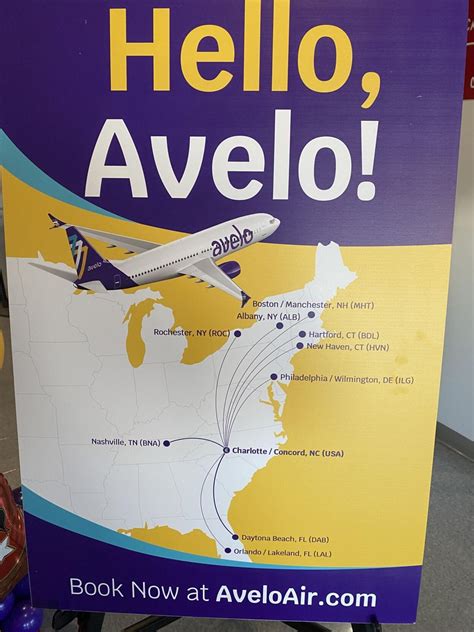 Hello,
Avelo!
avelo
avelo
Boston / Manchester, NH (MHT)
Albany, NY (ALB)
Rochester, NY (ROC)
Hartford, CT (BDL)
New Haven, CT (HVN)
Philadelphia / Wilmington, DE (ILG)
Nashville, TN (BNA)
Charlotte / Concord, NC (USA)
Daytona Beach, FL (DAB)
Orlando / Lakeland, FL (LAL)
Book Now at AveloAir.com